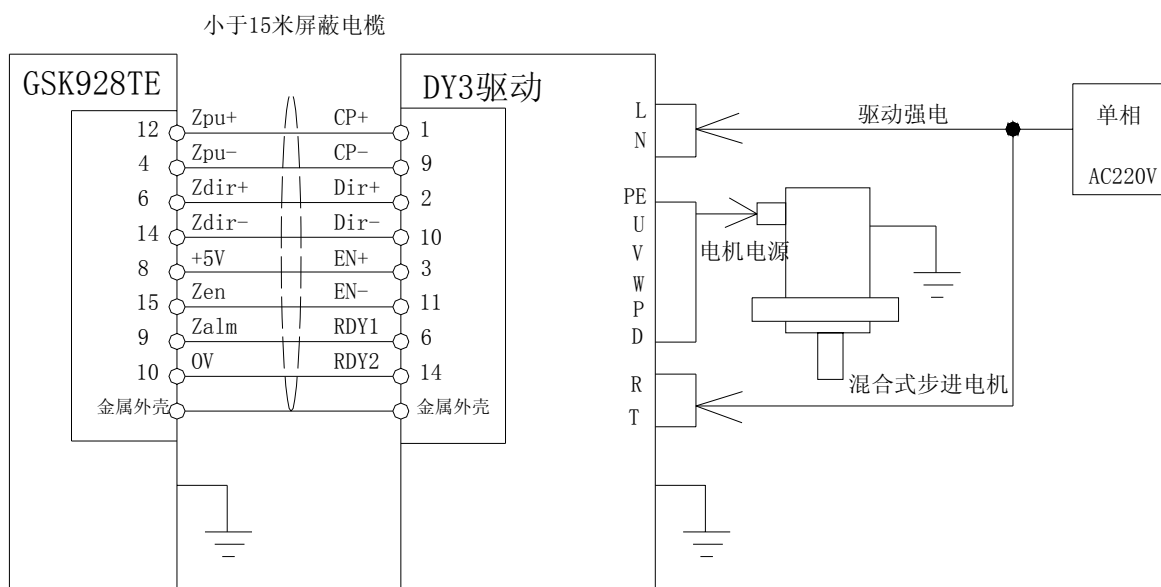 小于15米屏蔽电榄
GSK928TE
DY3驱动
12 Zpu+ CP+ 1
4 Zpu- CP- 9
6 Zdir+ Dir+ 2
14 Zdir- Dir- 10
8 +5V EN+ 3
15 Zen EN- 11
9 Zalm RDY1 6
10 0V RDY2 14
金属外壳 金属外壳
L
N
PE
U
V
W
P
D
R
T
驱动强电
单相
AC220V
电机电源
混合式步进电机